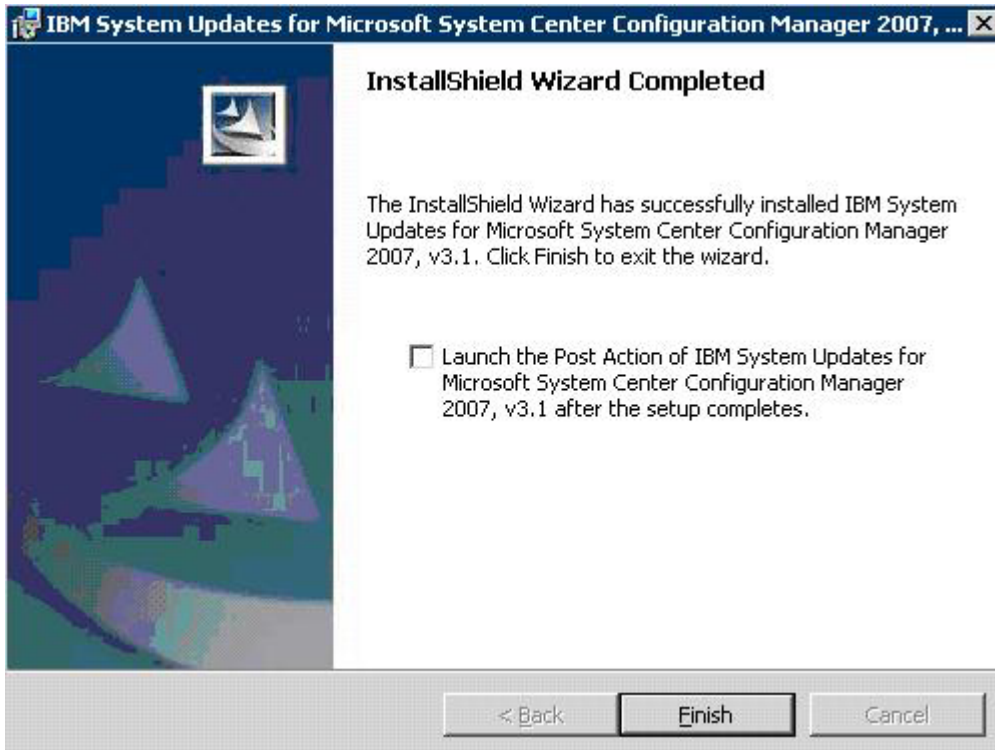 IBM System Updates for Microsoft System Center Configuration Manager 2007, ...
InstallShield Wizard Completed
The InstallShield Wizard has successfully installed IBM System
Updates for Microsoft System Center Configuration Manager
2007, v3.1. Click Finish to exit the wizard.
Launch the Post Action of IBM System Updates for
Microsoft System Center Configuration Manager
2007, v3.1 after the setup completes.
< Back
Finish
Cancel